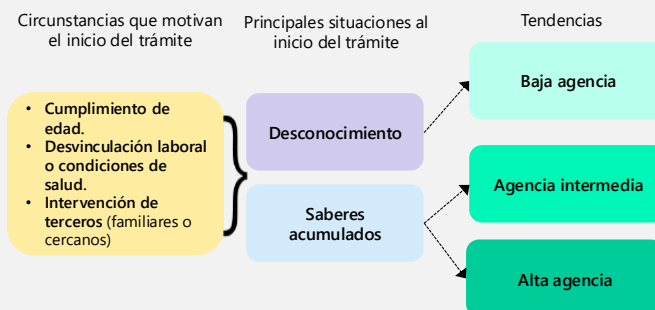 Circunstancias que motivan
el inicio del trámite
Principales situaciones al
inicio del trámite
Tendencias
• Cumplimiento de
edad.
• Desvinculación laboral
o condiciones de
salud.
• Intervención de
terceros (familiares o
cercanos)
Desconocimiento
Saberes
acumulados
Baja agencia
Agencia intermedia
Alta agencia